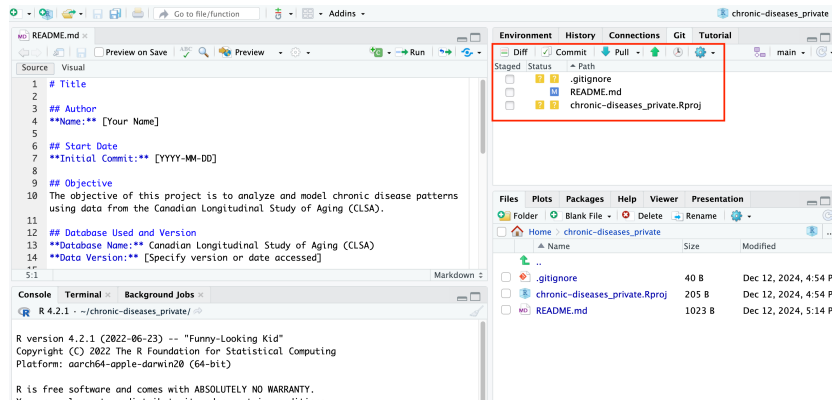 Go to file/function
Addins
chronic-diseases_private
README.md
Preview on Save
ABC
Preview
Run
Source Visual
1 # Title
2
3 ## Author
4 **Name:** [Your Name]
5
6 ## Start Date
7 **Initial Commit:** [YYYY-MM-DD]
8
9 ## Objective
10 The objective of this project is to analyze and model chronic disease patterns
using data from the Canadian Longitudinal Study of Aging (CLSA).
11
12 ## Database Used and Version
13 **Database Name:** Canadian Longitudinal Study of Aging (CLSA)
14 **Data Version:** [Specify version or date accessed]
15
5:1 Markdown
Console Terminal Background Jobs
R 4.2.1 · ~/chronic-diseases_private/
R version 4.2.1 (2022-06-23) -- "Funny-Looking Kid"
Copyright (C) 2022 The R Foundation for Statistical Computing
Platform: aarch64-apple-darwin20 (64-bit)
R is free software and comes with ABSOLUTELY NO WARRANTY.
Environment History Connections Git Tutorial
Diff Commit Pull main
Staged Status Path
? ? .gitignore
M README.md
? ? chronic-diseases_private.Rproj
Files Plots Packages Help Viewer Presentation
Folder Blank File Delete Rename
Home chronic-diseases_private ..
Name Size Modified
..
.gitignore 40 B Dec 12, 2024, 4:54 P
chronic-diseases_private.Rproj 205 B Dec 12, 2024, 4:54 P
MD README.md 1023 B Dec 12, 2024, 5:14 P